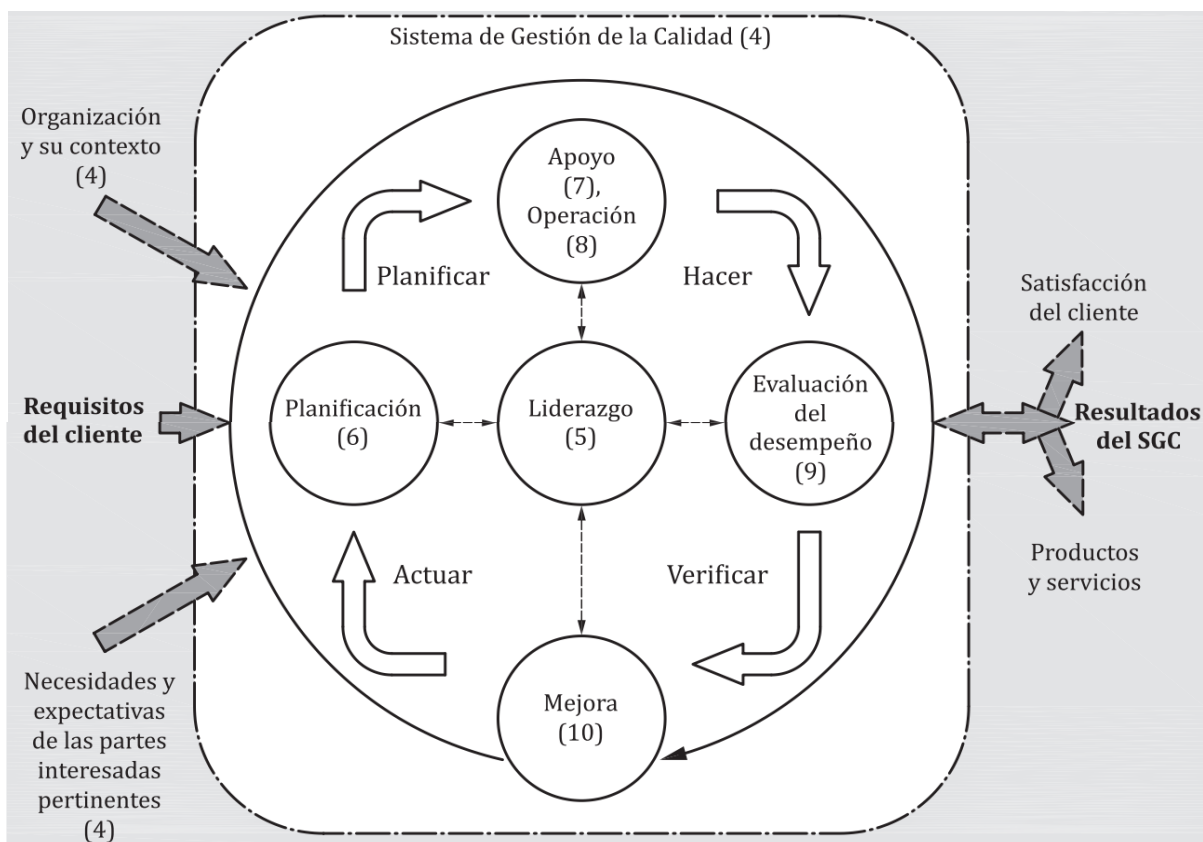 Sistema de Gestión de la Calidad (4)
Organización
y su contexto
(4)
Apoyo
(7),
Operación
(8)
Planificar
Hacer
Satisfacción
del cliente
Requisitos
del cliente
Planificación
(6)
Liderazgo
(5)
Evaluación
del
desempeño
(9)
Resultados
del SGC
Actuar
Verificar
Productos
y servicios
Necesidades y
expectativas
de las partes
interesadas
pertinentes
(4)
Mejora
(10)